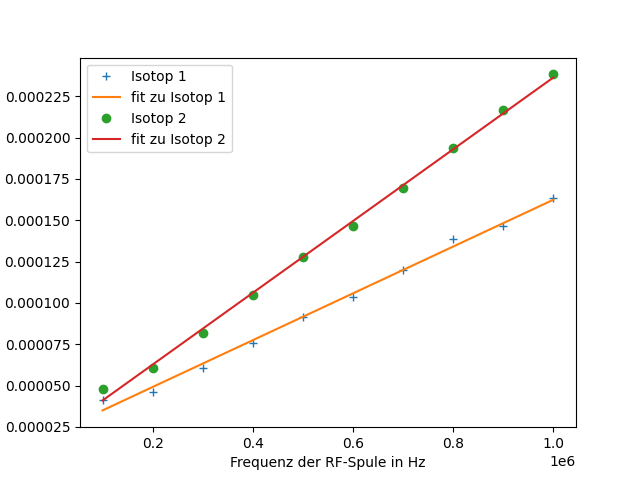 Isotop 1
fit zu Isotop 1
Isotop 2
fit zu Isotop 2
0.000225
0.000200
0.000175
0.000150
0.000125
0.000100
0.000075
0.000050
0.000025
0.2 0.4 0.6 0.8 1.0
1e6
Frequenz der RF-Spule in Hz